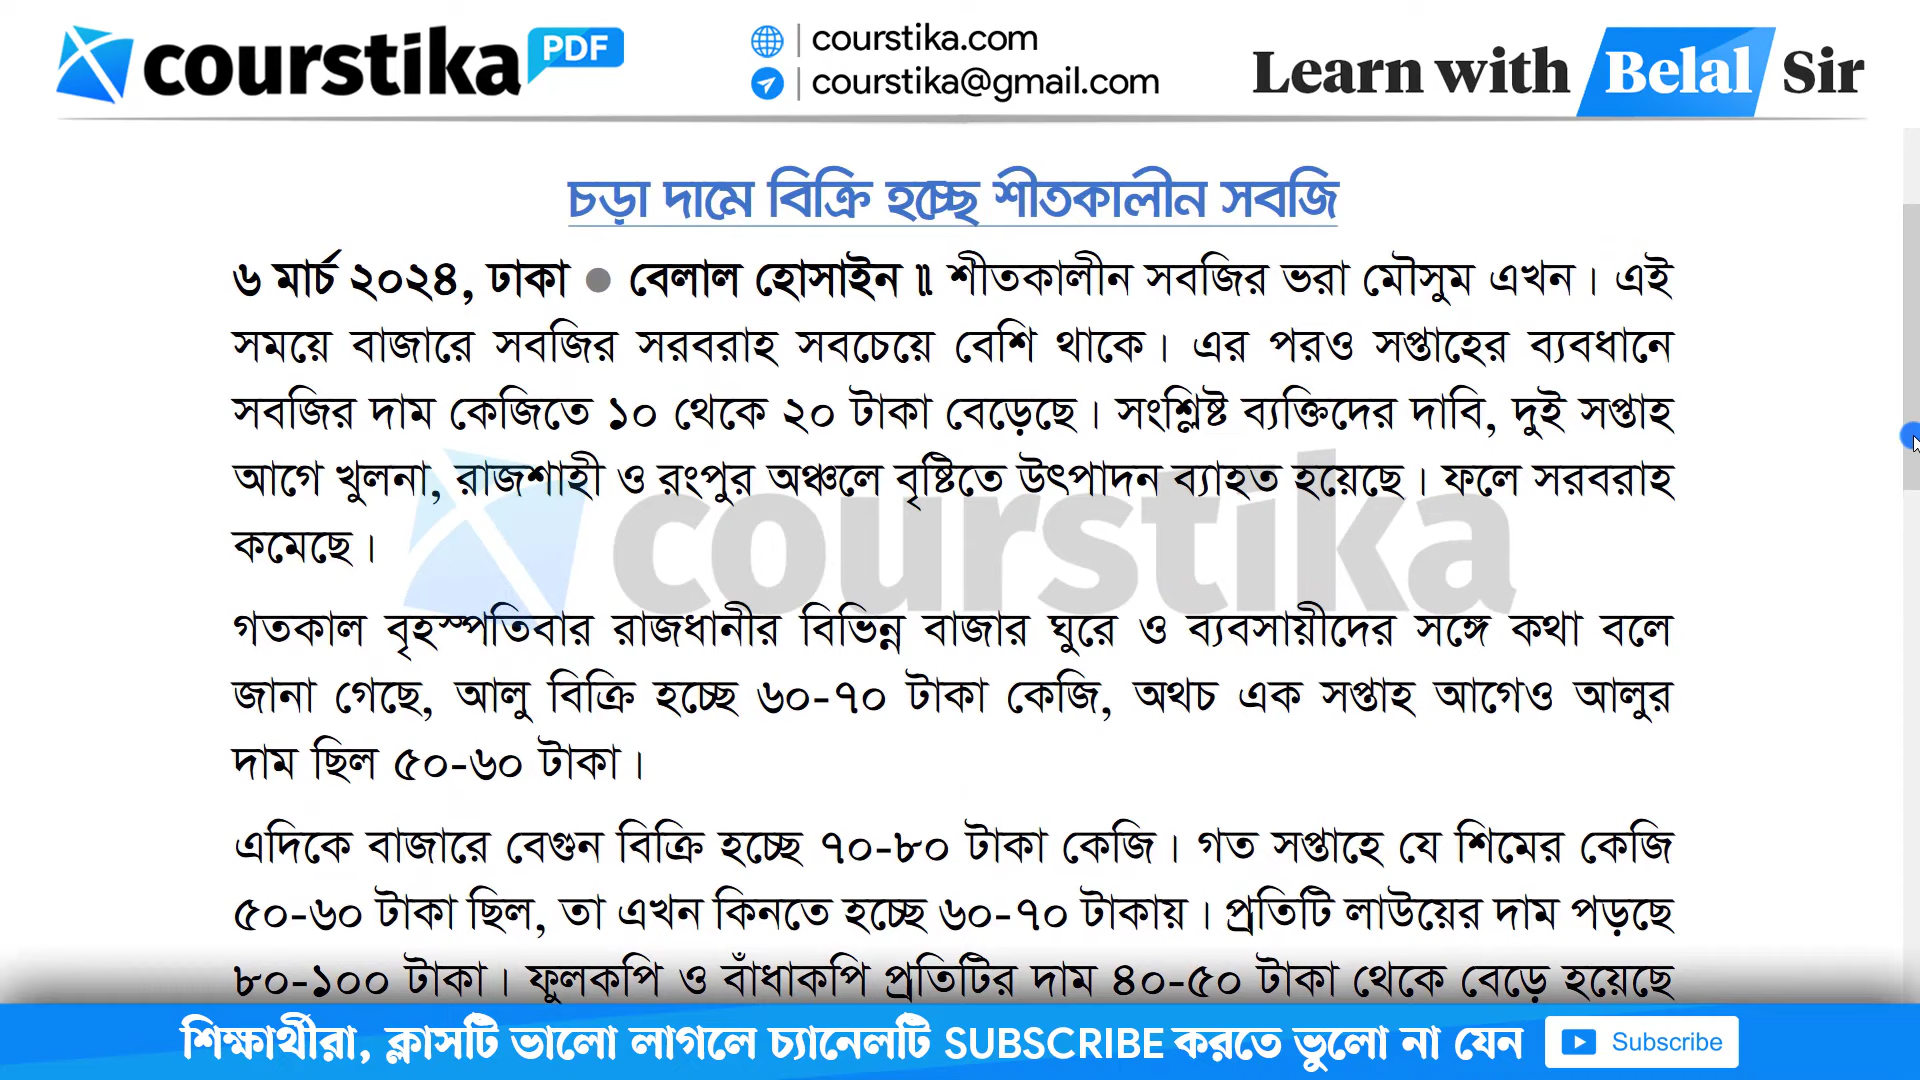 courstika PDF
courstika.com
courstika@gmail.com
Learn with Belal Sir
চড়া দামে বিক্রি হচ্ছে শীতকালীন সবজি
৬ মার্চ ২০২৪, ঢাকা ● বেলাল হোসাইন ॥ শীতকালীন সবজির ভরা মৌসুম এখন। এই
সময়ে বাজারে সবজির সরবরাহ সবচেয়ে বেশি থাকে। এর পরও সপ্তাহের ব্যবধানে
সবজির দাম কেজিতে ১০ থেকে ২০ টাকা বেড়েছে। সংশ্লিষ্ট ব্যক্তিদের দাবি, দুই সপ্তাহ
আগে খুলনা, রাজশাহী ও রংপুর অঞ্চলে বৃষ্টিতে উৎপাদন ব্যাহত হয়েছে। ফলে সরবরাহ
কমেছে।
courstika
গতকাল বৃহস্পতিবার রাজধানীর বিভিন্ন বাজার ঘুরে ও ব্যবসায়ীদের সঙ্গে কথা বলে
জানা গেছে, আলু বিক্রি হচ্ছে ৬০-৭০ টাকা কেজি, অথচ এক সপ্তাহ আগেও আলুর
দাম ছিল ৫০-৬০ টাকা।
এদিকে বাজারে বেগুন বিক্রি হচ্ছে ৭০-৮০ টাকা কেজি। গত সপ্তাহে যে শিমের কেজি
৫০-৬০ টাকা ছিল, তা এখন কিনতে হচ্ছে ৬০-৭০ টাকায়। প্রতিটি লাউয়ের দাম পড়ছে
৮০-১০০ টাকা। ফুলকপি ও বাঁধাকপি প্রতিটির দাম ৪০-৫০ টাকা থেকে বেড়ে হয়েছে
শিক্ষার্থীরা, ক্লাসটি ভালো লাগলে চ্যানেলটি SUBSCRIBE করতে ভুলো না যেন
Subscribe